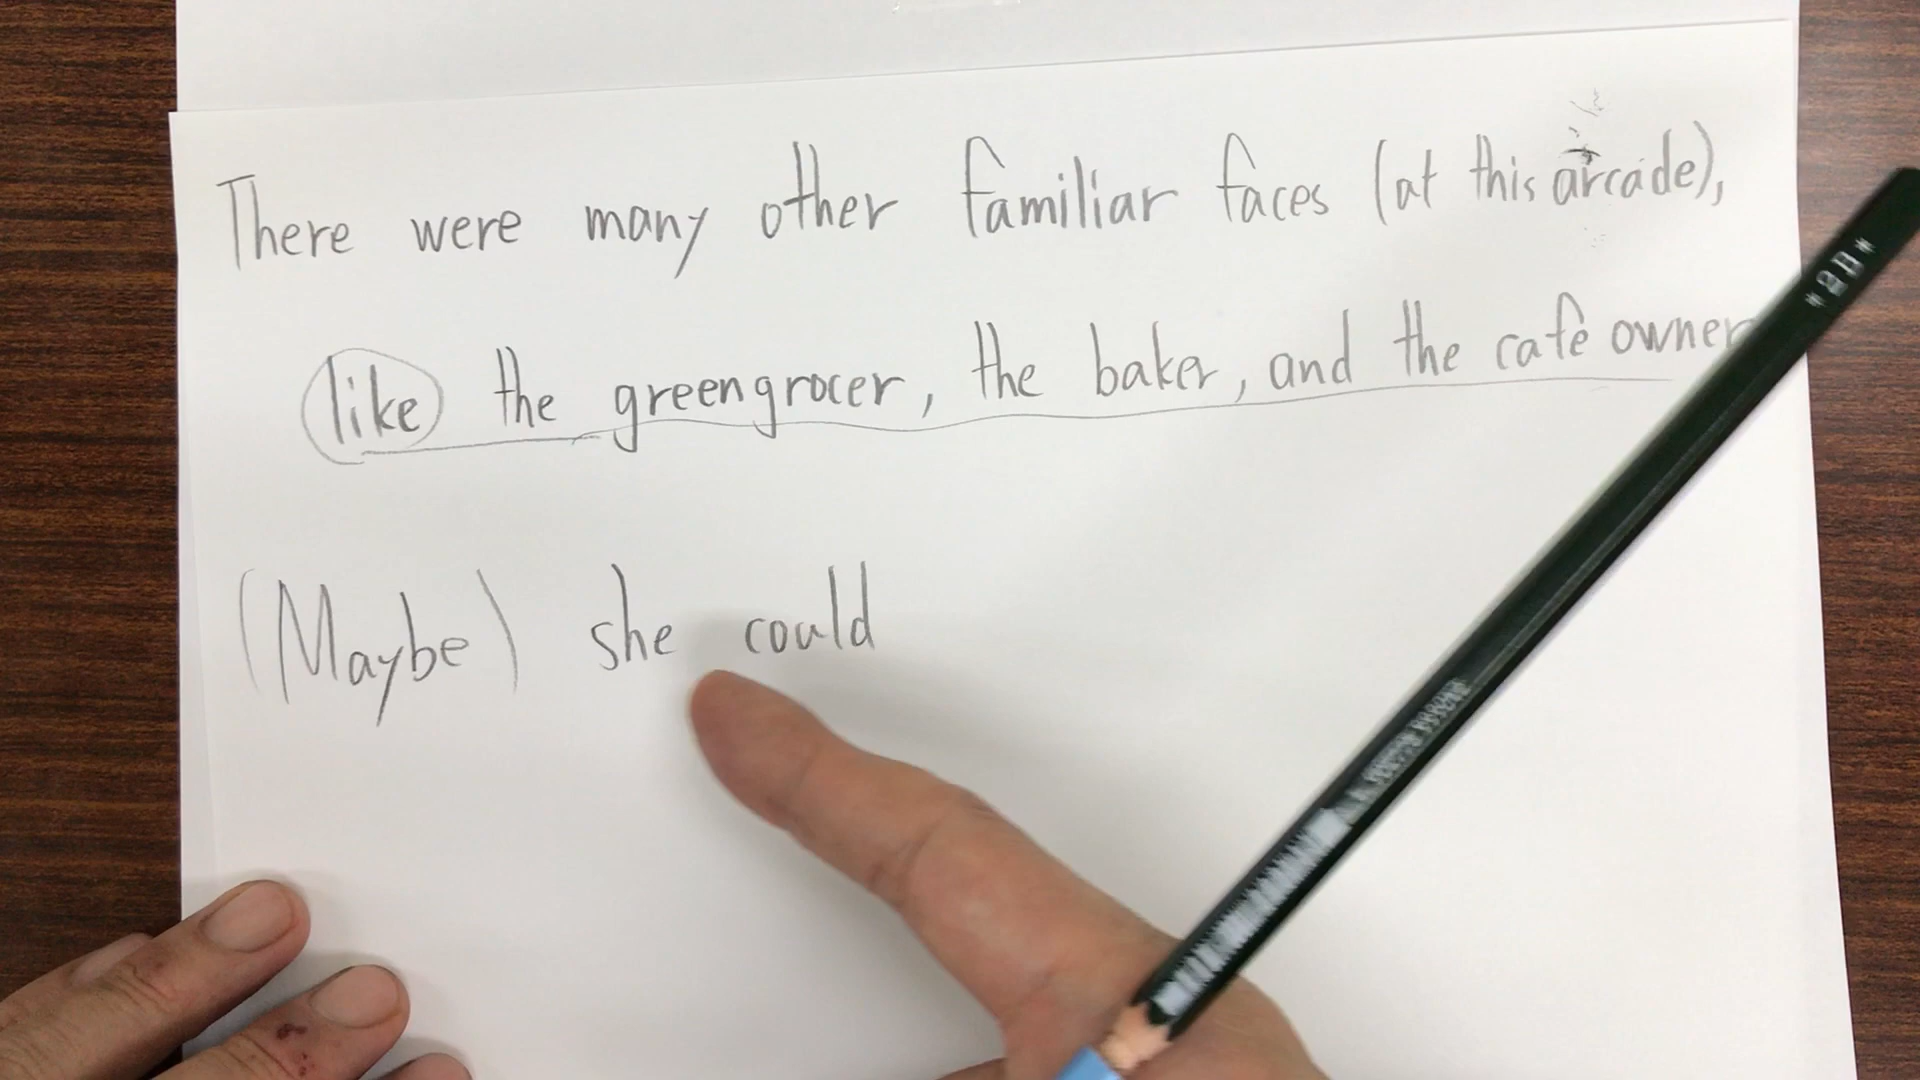 There were many other familiar faces (at this arcade),
like the greengrocer, the baker, and the cafe owner
(Maybe) she could